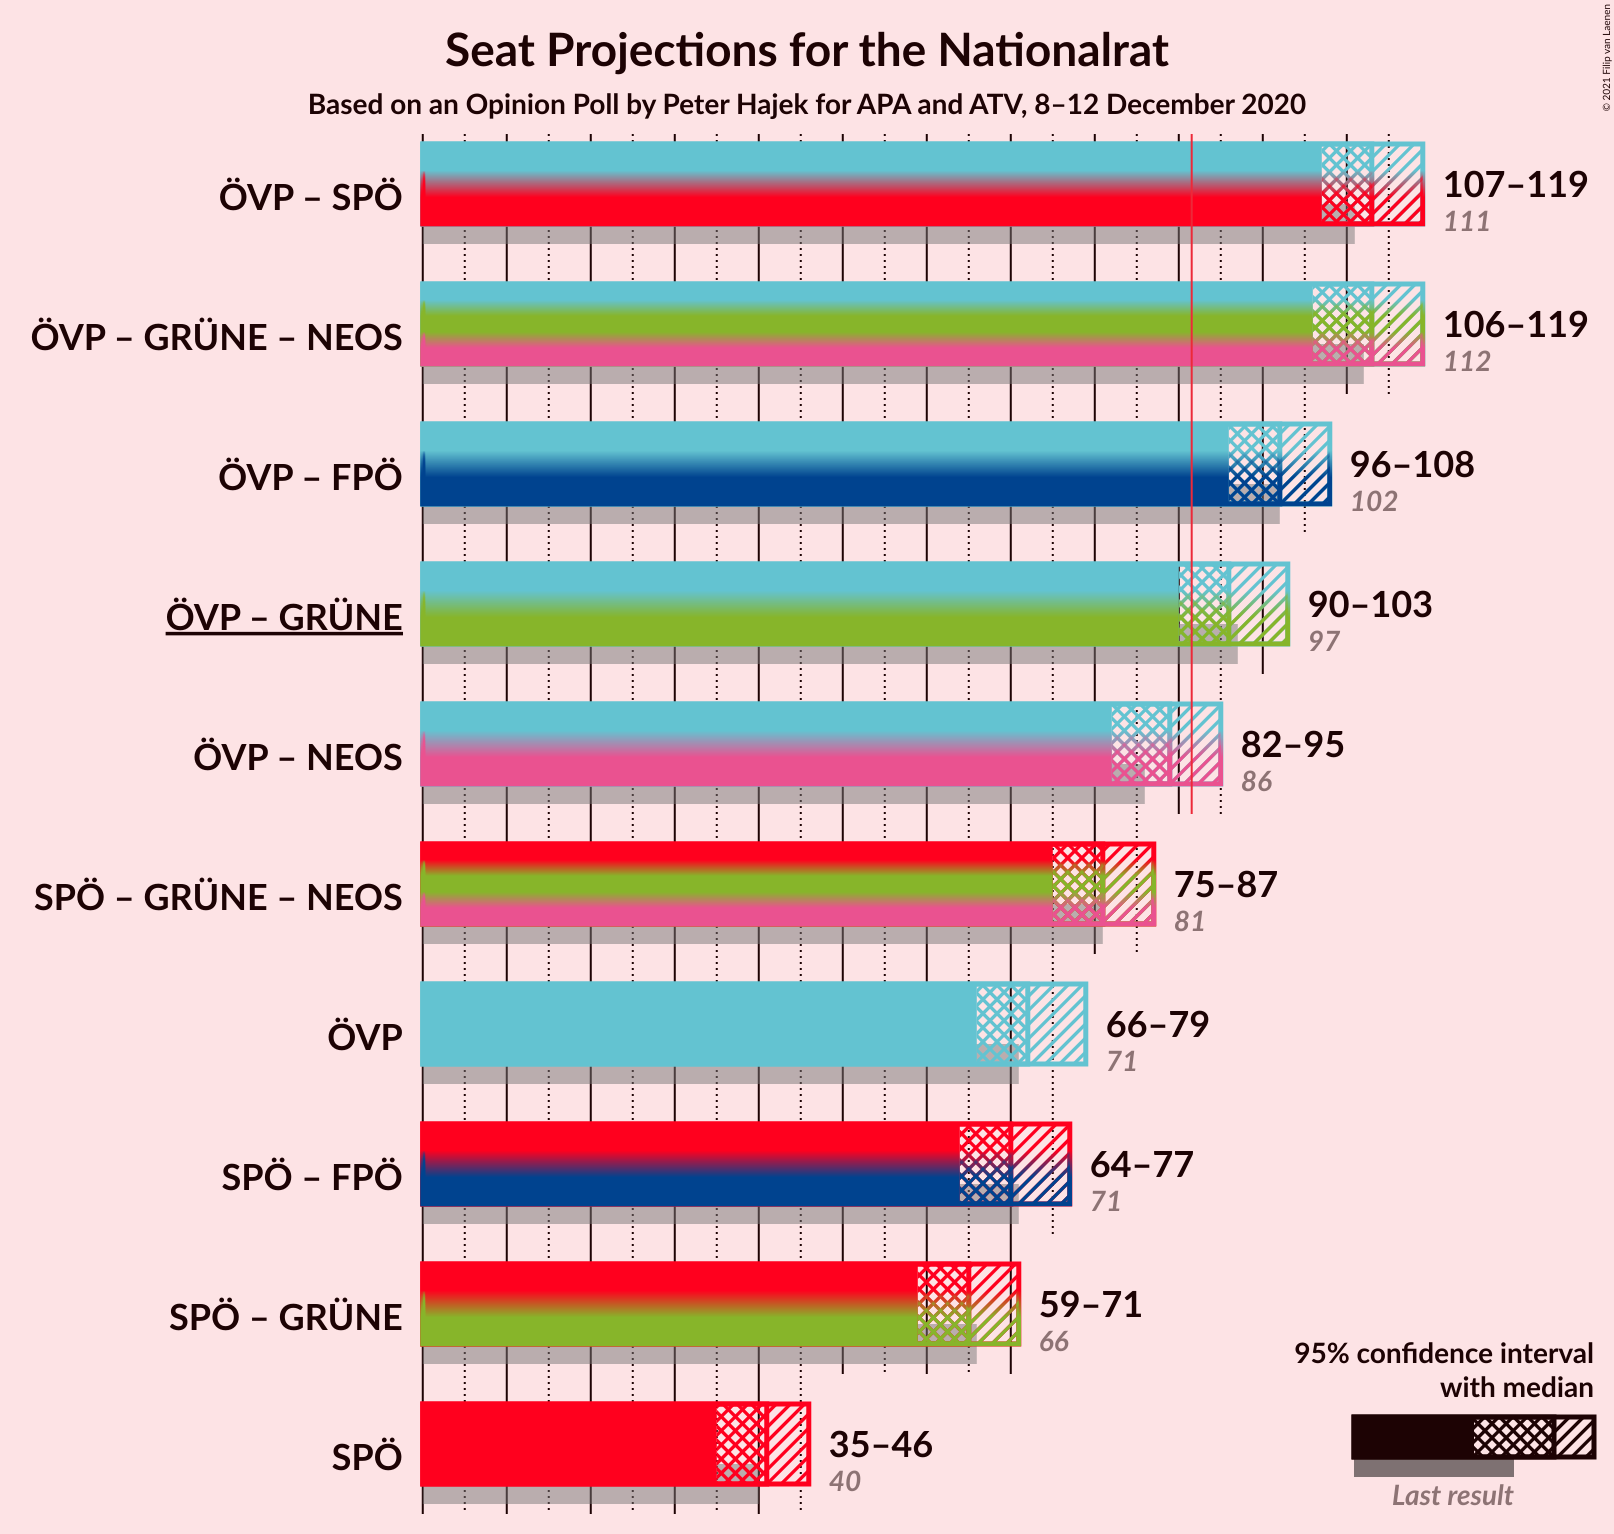 Seat Projections for the Nationalrat
Based on an Opinion Poll by Peter Hajek for APA and ATV, 8–12 December 2020
© 2021 Filip van Laenen
ÖVP – SPÖ
107–119
111
ÖVP – GRÜNE – NEOS
106–119
112
ÖVP – FPÖ
96–108
102
ÖVP – GRÜNE
90–103
97
ÖVP – NEOS
82–95
86
SPÖ – GRÜNE – NEOS
75–87
81
ÖVP
66–79
71
SPÖ – FPÖ
64–77
71
SPÖ – GRÜNE
59–71
66
SPÖ
35–46
40
95% confidence interval
with median
Last result